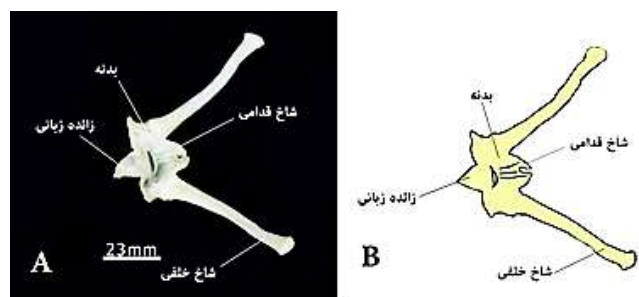 بدنه
شاخ قدامی
زائده زبانی
شاخ خلفی
23mm
A
بدنه
شاخ قدامی
زائده زبانی
شاخ خلفی
B